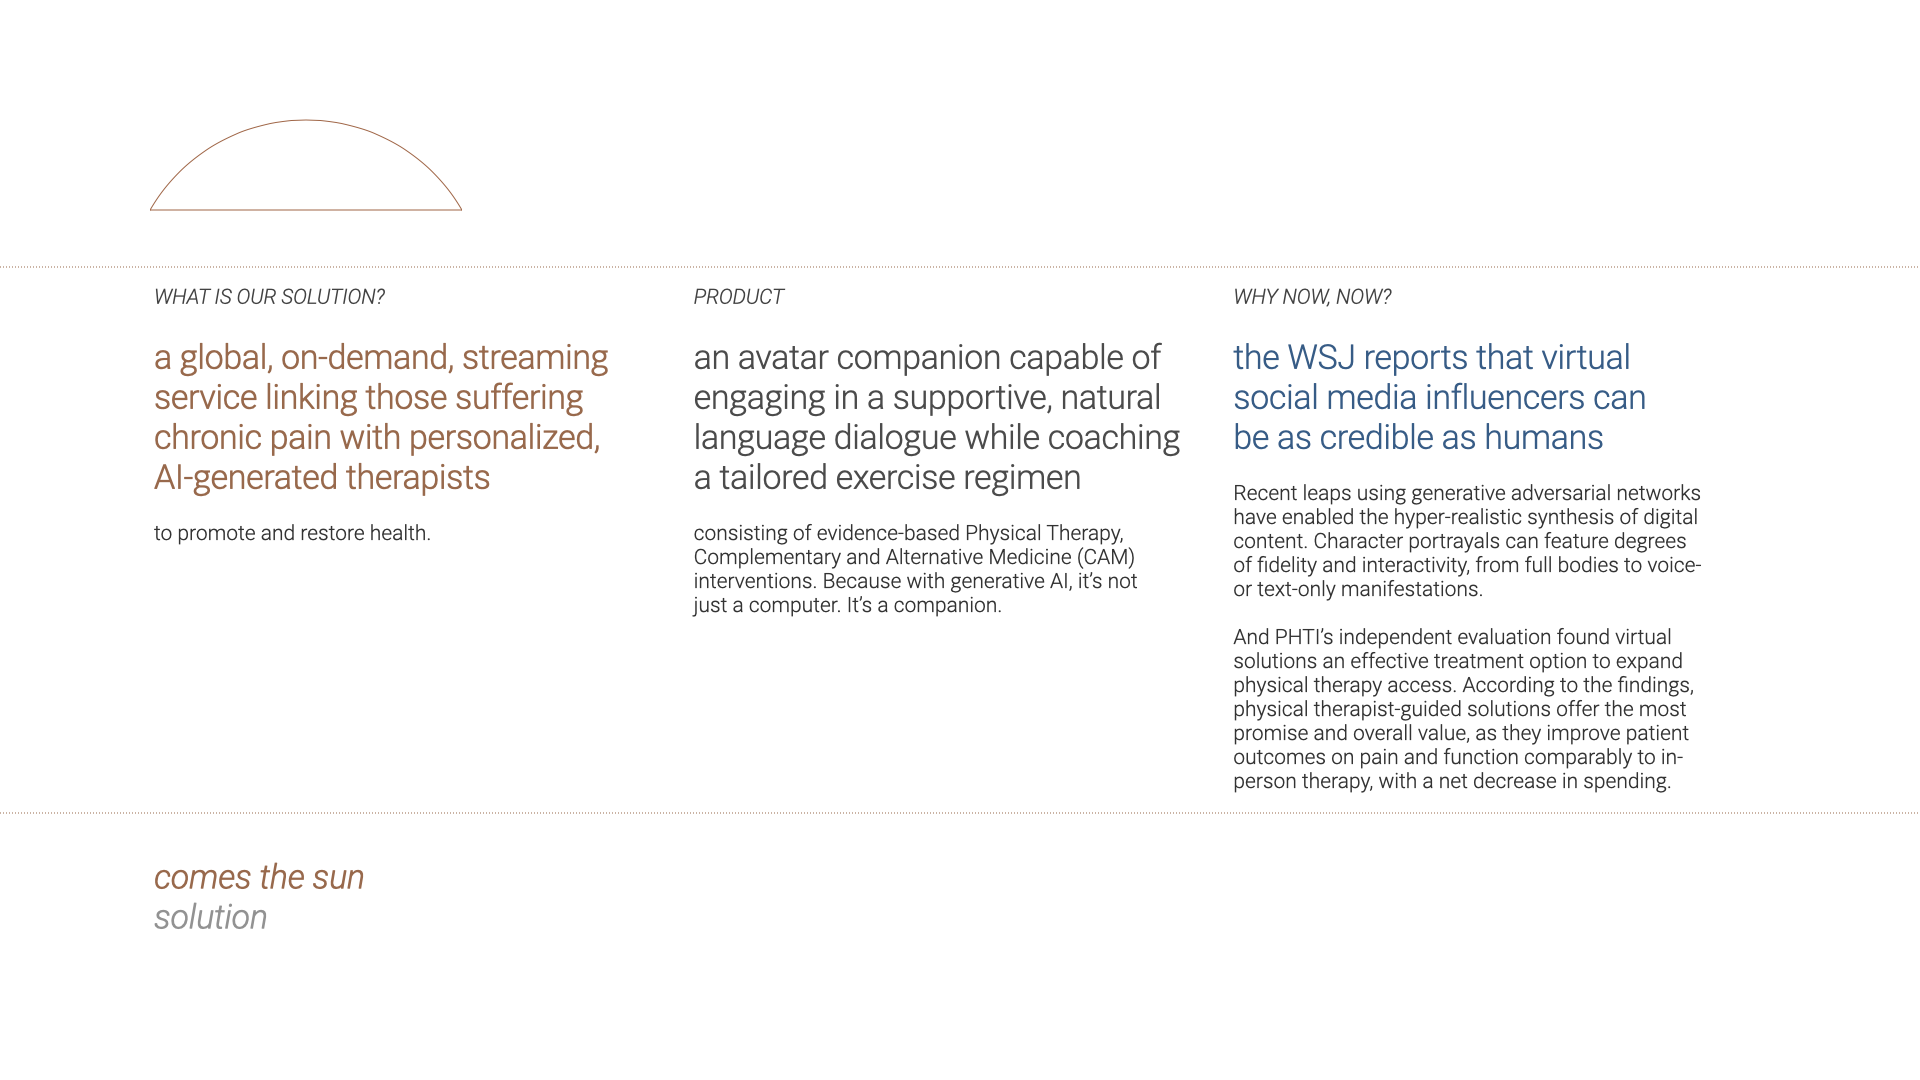 WHAT IS OUR SOLUTION?
a global, on-demand, streaming
service linking those suffering
chronic pain with personalized,
AI-generated therapists
to promote and restore health.
PRODUCT
an avatar companion capable of
engaging in a supportive, natural
language dialogue while coaching
a tailored exercise regimen
consisting of evidence-based Physical Therapy,
Complementary and Alternative Medicine (CAM)
interventions. Because with generative AI, it’s not
just a computer. It’s a companion.
WHY NOW, NOW?
the WSJ reports that virtual
social media influencers can
be as credible as humans
Recent leaps using generative adversarial networks
have enabled the hyper-realistic synthesis of digital
content. Character portrayals can feature degrees
of fidelity and interactivity, from full bodies to voice-
or text-only manifestations.
And PHTI’s independent evaluation found virtual
solutions an effective treatment option to expand
physical therapy access. According to the findings,
physical therapist-guided solutions offer the most
promise and overall value, as they improve patient
outcomes on pain and function comparably to in-
person therapy, with a net decrease in spending.
comes the sun
solution